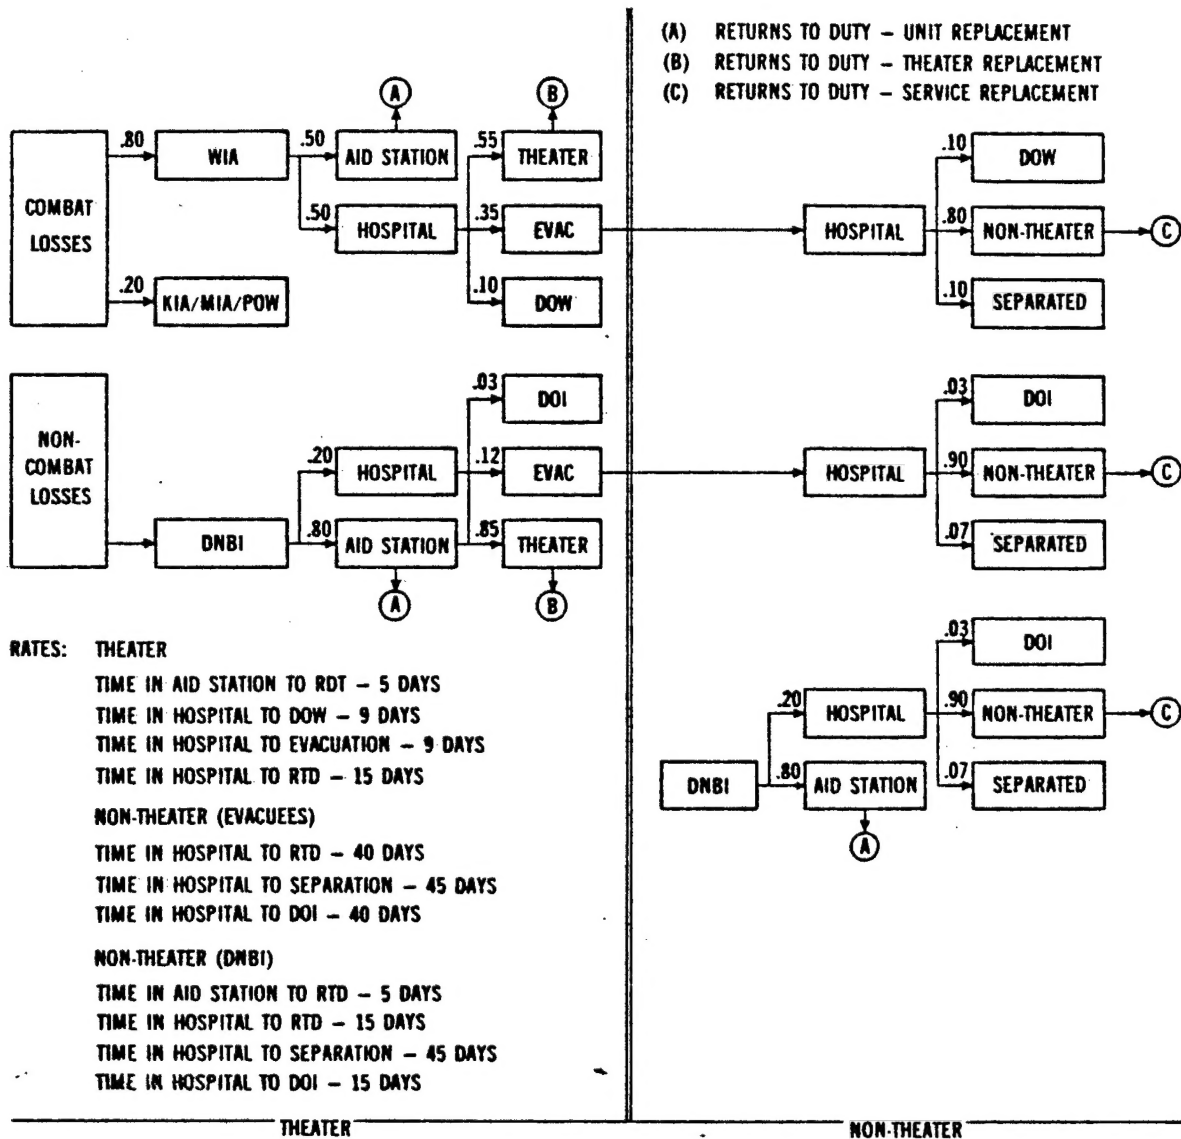 (A) RETURNS TO DUTY – UNIT REPLACEMENT
(B) RETURNS TO DUTY – THEATER REPLACEMENT
(C) RETURNS TO DUTY – SERVICE REPLACEMENT
COMBAT
LOSSES
.80
WIA
.20
KIA/MIA/POW
.50
AID STATION
A
.50
HOSPITAL
.55
THEATER
B
.35
EVAC
.10
DOW
HOSPITAL
.10
DOW
.80
NON-THEATER
C
.10
SEPARATED
NON-
COMBAT
LOSSES
DNBI
.20
HOSPITAL
.80
AID STATION
A
.03
DOI
.12
EVAC
.85
THEATER
B
HOSPITAL
.03
DOI
.90
NON-THEATER
C
.07
SEPARATED
DNBI
.20
HOSPITAL
.80
AID STATION
A
.03
DOI
.90
NON-THEATER
C
.07
SEPARATED
RATES: THEATER
TIME IN AID STATION TO RDT – 5 DAYS
TIME IN HOSPITAL TO DOW – 9 DAYS
TIME IN HOSPITAL TO EVACUATION – 9 DAYS
TIME IN HOSPITAL TO RTD – 15 DAYS
NON-THEATER (EVACUEES)
TIME IN HOSPITAL TO RTD – 40 DAYS
TIME IN HOSPITAL TO SEPARATION – 45 DAYS
TIME IN HOSPITAL TO DOI – 40 DAYS
NON-THEATER (DNBI)
TIME IN AID STATION TO RTD – 5 DAYS
TIME IN HOSPITAL TO RTD – 15 DAYS
TIME IN HOSPITAL TO SEPARATION – 45 DAYS
TIME IN HOSPITAL TO DOI – 15 DAYS
THEATER
NON-THEATER